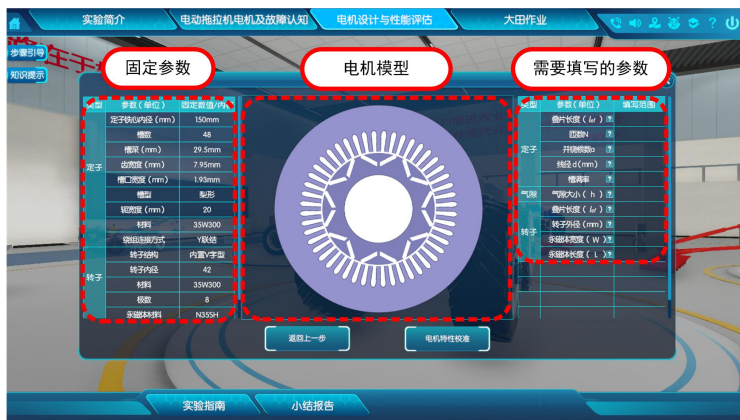 实验简介 电动拖拉机电机及故障认知 电机设计与性能评估 大田作业
步骤引导
知识提示
固定参数 电机模型 需要填写的参数
类型 参数(单位) 固定数值/内容
定子铁心内径(mm) 150mm
槽数 48
槽深(mm) 29.5mm
定子 齿宽度(mm) 7.95mm
槽口宽度(mm) 1.93mm
槽型 梨形
轭宽度(mm) 20
材料 35W300
绕组连接方式 Y联结
转子结构 内置V字型
转子 转子内径 42
材料 35W300
极数 8
永磁体材料 N35SH
类型 参数(单位) 填写范围
叠片长度( lef ) ?
匝数N ?
定子 并绕根数a ?
线径d(mm) ?
槽满率 ?
气隙 气隙大小( h ) ?
叠片长度( lef ) ?
转子 转子外径(mm) ?
永磁体宽度( W ) ?
永磁体长度( L ) ?
返回上一步 电机特性校准
实验指南 小结报告